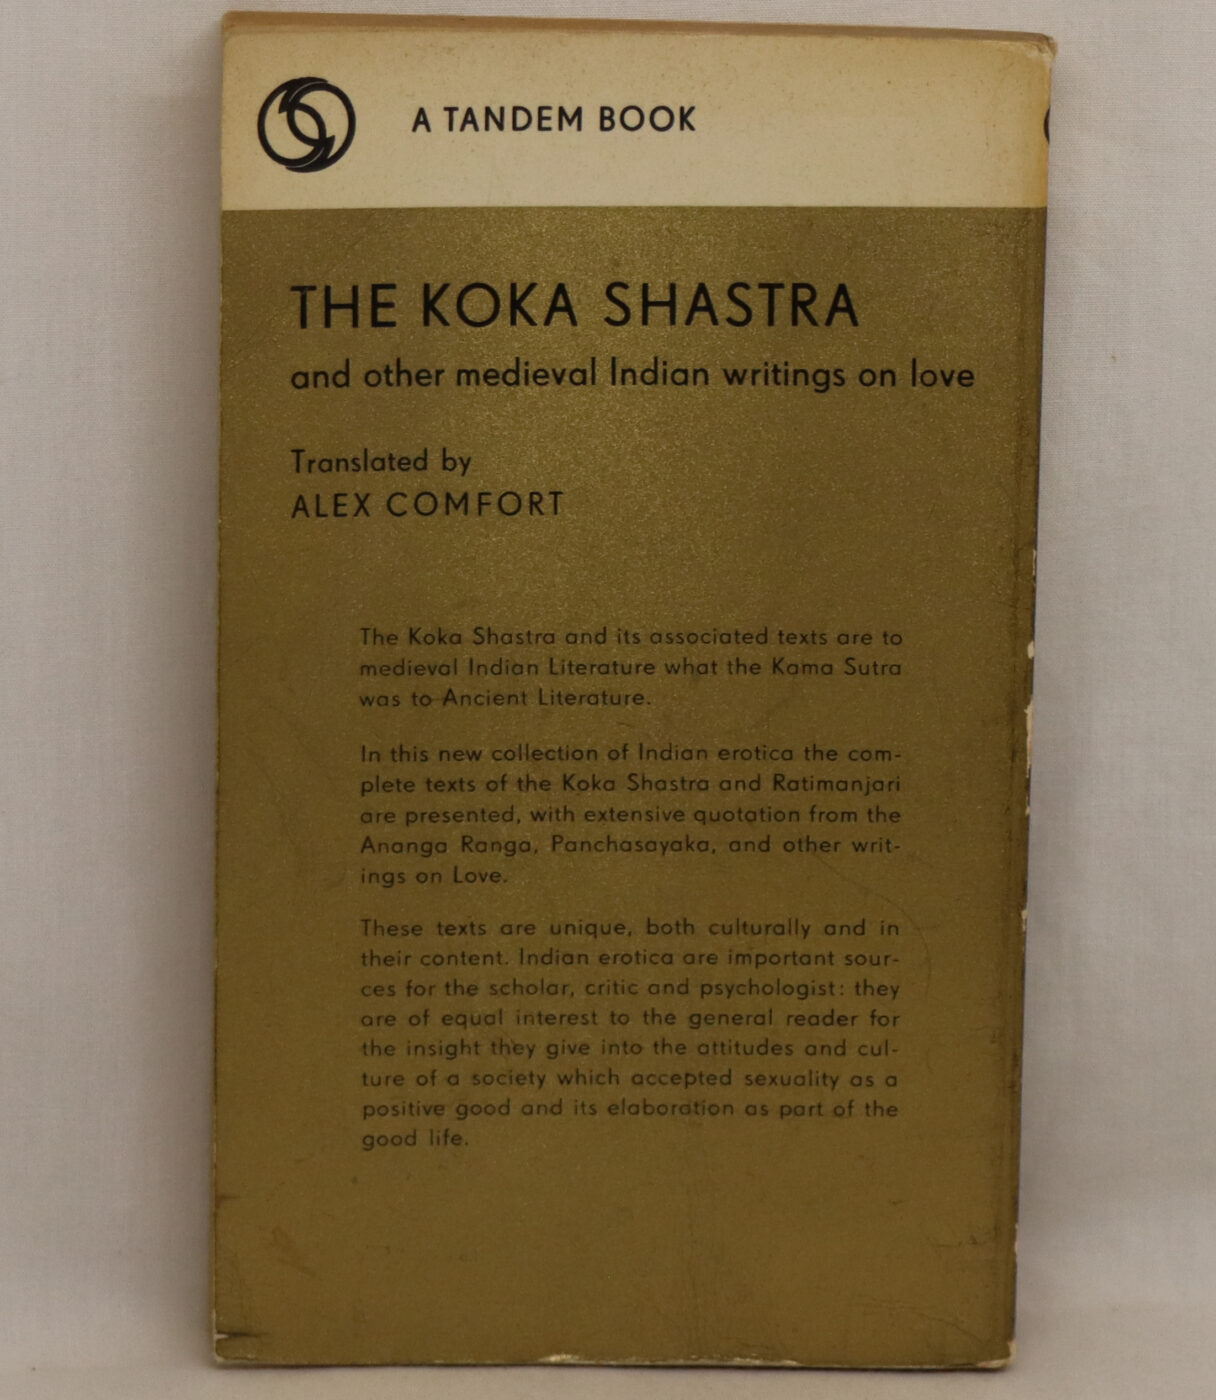 A TANDEM BOOK
THE KOKA SHASTRA
and other medieval Indian writings on love
Translated by
ALEX COMFORT
The Koka Shastra and its associated texts are to
medieval Indian Literature what the Kama Sutra
was to Ancient Literature.
In this new collection of Indian erotica the com-
plete texts of the Koka Shastra and Ratimanjari
are presented, with extensive quotation from the
Ananga Ranga, Panchasayaka, and other writ-
ings on Love.
These texts are unique, both culturally and in
their content. Indian erotica are important sour-
ces for the scholar, critic and psychologist: they
are of equal interest to the general reader for
the insight they give into the attitudes and cul-
ture of a society which accepted sexuality as a
positive good and its elaboration as part of the
good life.